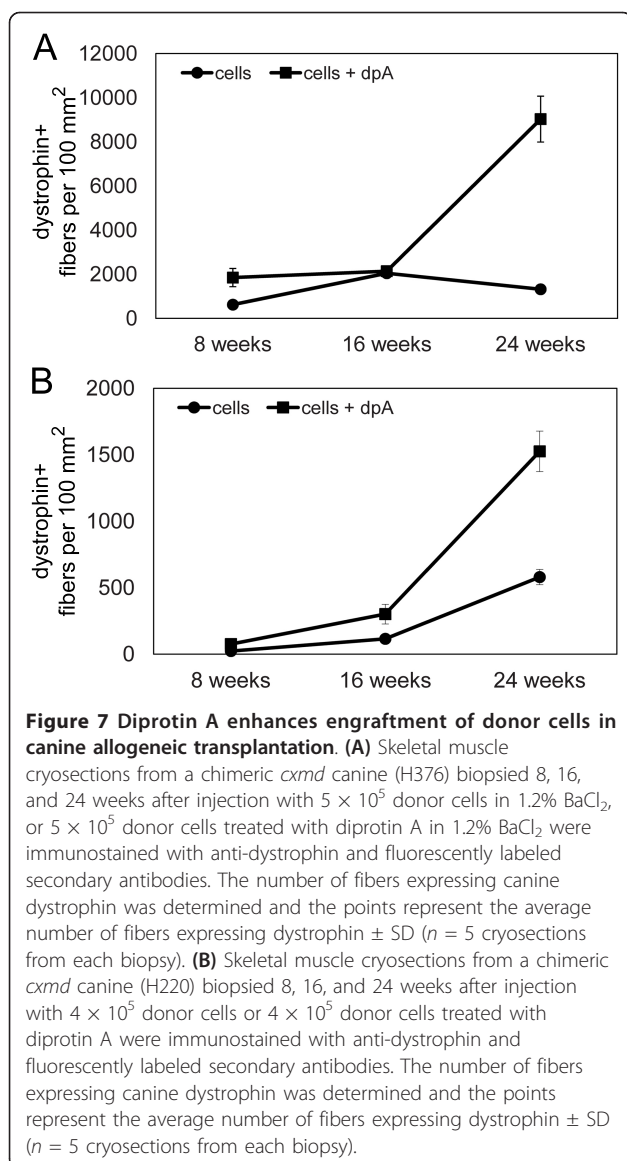 A
12000
10000
8000
6000
4000
2000
0
dystrophin+
fibers per 100 mm²
cells cells + dpA
8 weeks 16 weeks 24 weeks
B
2000
1500
1000
500
0
dystrophin+
fibers per 100 mm²
cells cells + dpA
8 weeks 16 weeks 24 weeks
Figure 7 Diprotin A enhances engraftment of donor cells in
canine allogeneic transplantation. (A) Skeletal muscle
cryosections from a chimeric cxmd canine (H376) biopsied 8, 16,
and 24 weeks after injection with 5 × 10⁵ donor cells in 1.2% BaCl₂,
or 5 × 10⁵ donor cells treated with diprotin A in 1.2% BaCl₂ were
immunostained with anti-dystrophin and fluorescently labeled
secondary antibodies. The number of fibers expressing canine
dystrophin was determined and the points represent the average
number of fibers expressing dystrophin ± SD (n = 5 cryosections
from each biopsy). (B) Skeletal muscle cryosections from a chimeric
cxmd canine (H220) biopsied 8, 16, and 24 weeks after injection
with 4 × 10⁵ donor cells or 4 × 10⁵ donor cells treated with
diprotin A were immunostained with anti-dystrophin and
fluorescently labeled secondary antibodies. The number of fibers
expressing canine dystrophin was determined and the points
represent the average number of fibers expressing dystrophin ± SD
(n = 5 cryosections from each biopsy).